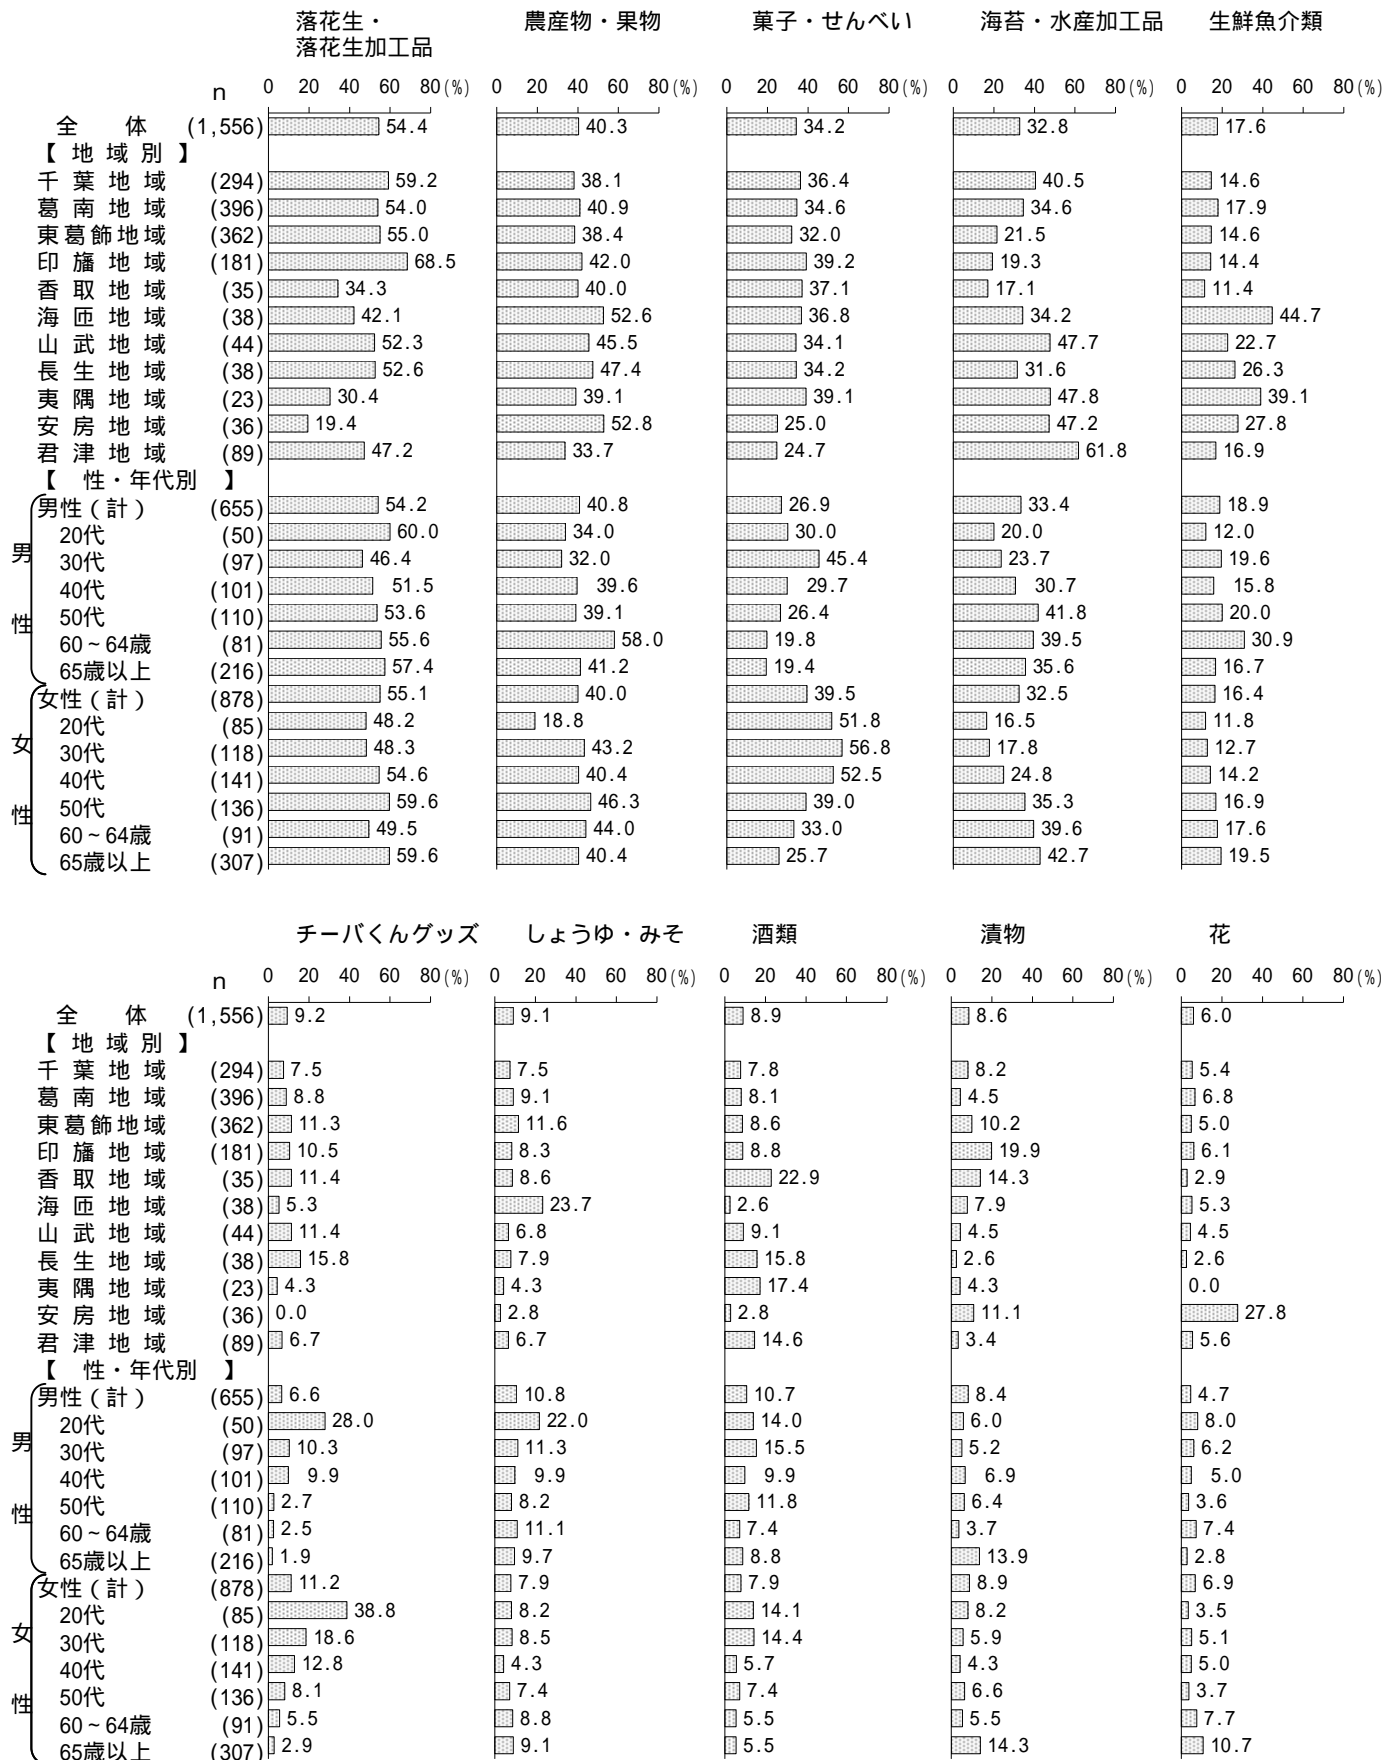 落花生・ 農産物・果物 菓子・せんべい 海苔・水産加工品 生鮮魚介類
落花生加工品
n 0 20 40 60 80(%) 0 20 40 60 80(%) 0 20 40 60 80(%) 0 20 40 60 80(%) 0 20 40 60 80(%)
全 体 (1,556) 54.4 40.3 34.2 32.8 17.6
【 地 域 別 】
千 葉 地 域 (294) 59.2 38.1 36.4 40.5 14.6
葛 南 地 域 (396) 54.0 40.9 34.6 34.6 17.9
東葛飾地域 (362) 55.0 38.4 32.0 21.5 14.6
印 旛 地 域 (181) 68.5 42.0 39.2 19.3 14.4
香 取 地 域 (35) 34.3 40.0 37.1 17.1 11.4
海 匝 地 域 (38) 42.1 52.6 36.8 34.2 44.7
山 武 地 域 (44) 52.3 45.5 34.1 47.7 22.7
長 生 地 域 (38) 52.6 47.4 34.2 31.6 26.3
夷 隅 地 域 (23) 30.4 39.1 39.1 47.8 39.1
安 房 地 域 (36) 19.4 52.8 25.0 47.2 27.8
君 津 地 域 (89) 47.2 33.7 24.7 61.8 16.9
【 性・年代別 】
男性(計) (655) 54.2 40.8 26.9 33.4 18.9
20代 (50) 60.0 34.0 30.0 20.0 12.0
男 30代 (97) 46.4 32.0 45.4 23.7 19.6
40代 (101) 51.5 39.6 29.7 30.7 15.8
性 50代 (110) 53.6 39.1 26.4 41.8 20.0
60~64歳 (81) 55.6 58.0 19.8 39.5 30.9
65歳以上 (216) 57.4 41.2 19.4 35.6 16.7
女性(計) (878) 55.1 40.0 39.5 32.5 16.4
20代 (85) 48.2 18.8 51.8 16.5 11.8
女 30代 (118) 48.3 43.2 56.8 17.8 12.7
40代 (141) 54.6 40.4 52.5 24.8 14.2
性 50代 (136) 59.6 46.3 39.0 35.3 16.9
60~64歳 (91) 49.5 44.0 33.0 39.6 17.6
65歳以上 (307) 59.6 40.4 25.7 42.7 19.5
チーバくんグッズ しょうゆ・みそ 酒類 漬物 花
n 0 20 40 60 80(%) 0 20 40 60 80(%) 0 20 40 60 80(%) 0 20 40 60 80(%) 0 20 40 60 80(%)
全 体 (1,556) 9.2 9.1 8.9 8.6 6.0
【 地 域 別 】
千 葉 地 域 (294) 7.5 7.5 7.8 8.2 5.4
葛 南 地 域 (396) 8.8 9.1 8.1 4.5 6.8
東葛飾地域 (362) 11.3 11.6 8.6 10.2 5.0
印 旛 地 域 (181) 10.5 8.3 8.8 19.9 6.1
香 取 地 域 (35) 11.4 8.6 22.9 14.3 2.9
海 匝 地 域 (38) 5.3 23.7 2.6 7.9 5.3
山 武 地 域 (44) 11.4 6.8 9.1 4.5 4.5
長 生 地 域 (38) 15.8 7.9 15.8 2.6 2.6
夷 隅 地 域 (23) 4.3 4.3 17.4 4.3 0.0
安 房 地 域 (36) 0.0 2.8 2.8 11.1 27.8
君 津 地 域 (89) 6.7 6.7 14.6 3.4 5.6
【 性・年代別 】
男性(計) (655) 6.6 10.8 10.7 8.4 4.7
20代 (50) 28.0 22.0 14.0 6.0 8.0
男 30代 (97) 10.3 11.3 15.5 5.2 6.2
40代 (101) 9.9 9.9 9.9 6.9 5.0
性 50代 (110) 2.7 8.2 11.8 6.4 3.6
60~64歳 (81) 2.5 11.1 7.4 3.7 7.4
65歳以上 (216) 1.9 9.7 8.8 13.9 2.8
女性(計) (878) 11.2 7.9 7.9 8.9 6.9
20代 (85) 38.8 8.2 14.1 8.2 3.5
女 30代 (118) 18.6 8.5 14.4 5.9 5.1
40代 (141) 12.8 4.3 5.7 4.3 5.0
性 50代 (136) 8.1 7.4 7.4 6.6 3.7
60~64歳 (91) 5.5 8.8 5.5 5.5 7.7
65歳以上 (307) 2.9 9.1 5.5 14.3 10.7